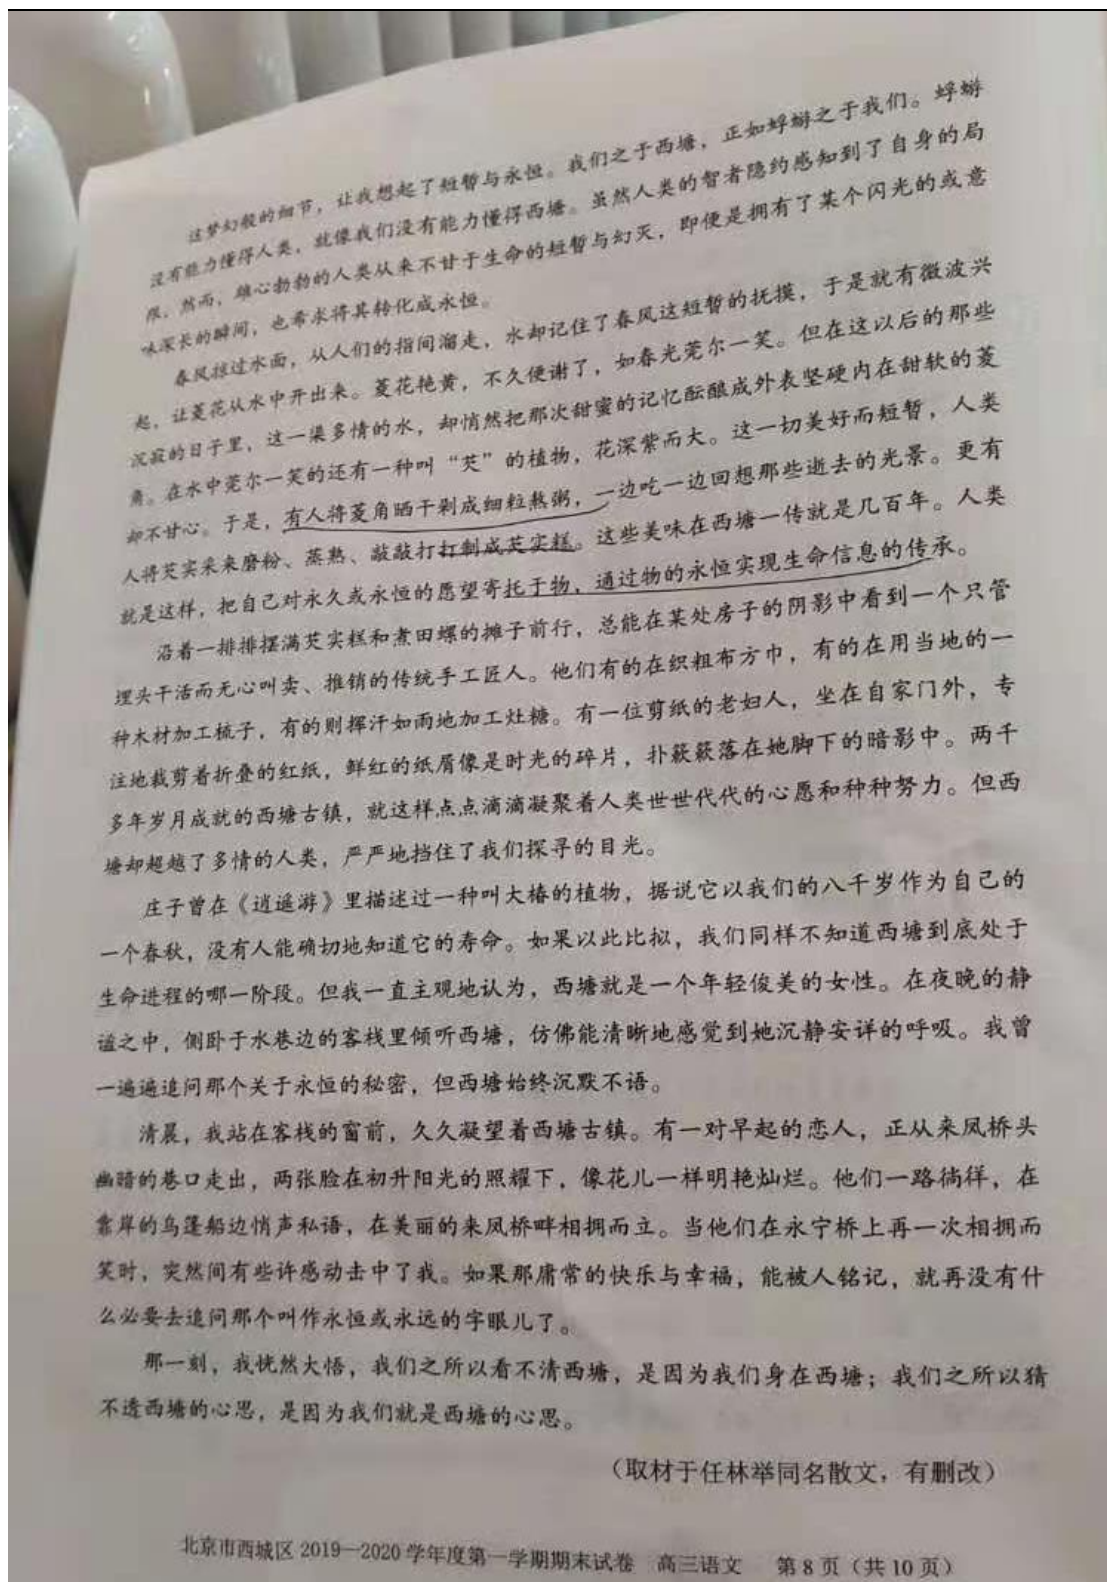 这梦幻般的细节，让我想起了短暂与永恒。我们之于西塘，正如蜉蝣之于我们。蜉蝣
没有能力懂得人类，就像我们没有能力懂得西塘。虽然人类的智者隐约感知到了自身的局
限，然而，雄心勃勃的人类从来不甘于生命的短暂与幻灭，即便是拥有了某个闪光的或意
味深长的瞬间，也希求将其转化成永恒。
春风掠过水面，从人们的指间溜走，水却记住了春风这短暂的抚摸，于是就有微波兴
起，让菱花从水中开出来。菱花艳黄，不久便谢了，如春光莞尔一笑。但在这以后的那些
沉寂的日子里，这一渠多情的水，却悄然把那次甜蜜的记忆酝酿成外表坚硬内在甜软的菱
角。在水中莞尔一笑的还有一种叫“芡”的植物，花深紫而大。这一切美好而短暂，人类
却不甘心。于是，有人将菱角晒干剁成细粒熬粥，一边吃一边回想那些逝去的光景。更有
人将芡实采来磨粉、蒸熟、敲敲打打制成芡实糕。这些美味在西塘一传就是几百年。人类
就是这样，把自己对永久或永恒的愿望寄托于物，通过物的永恒实现生命信息的传承。
沿着一排排摆满芡实糕和煮田螺的摊子前行，总能在某处房子的阴影中看到一个只管
埋头干活而无心叫卖、推销的传统手工匠人。他们有的在织粗布方巾，有的在用当地的一
种木材加工梳子，有的则挥汗如雨地加工灶糖。有一位剪纸的老妇人，坐在自家门外，专
注地裁剪着折叠的红纸，鲜红的纸屑像是时光的碎片，扑簌簌落在她脚下的暗影中。两千
多年岁月成就的西塘古镇，就这样点点滴滴凝聚着人类世世代代的心愿和种种努力。但西
塘却超越了多情的人类，严严地挡住了我们探寻的目光。
庄子曾在《逍遥游》里描述过一种叫大椿的植物，据说它以我们的八千岁作为自己的
一个春秋，没有人能确切地知道它的寿命。如果以此比拟，我们同样不知道西塘到底处于
生命进程的哪一阶段。但我一直主观地认为，西塘就是一个年轻俊美的女性。在夜晚的静
谧之中，侧卧于水巷边的客栈里倾听西塘，仿佛能清晰地感觉到她沉静安详的呼吸。我曾
一遍遍追问那个关于永恒的秘密，但西塘始终沉默不语。
清晨，我站在客栈的窗前，久久凝望着西塘古镇。有一对早起的恋人，正从来凤桥头
幽暗的巷口走出，两张脸在初升阳光的照耀下，像花儿一样明艳灿烂。他们一路徜徉，在
靠岸的乌篷船边悄声私语，在美丽的来凤桥畔相拥而立。当他们在永宁桥上再一次相拥而
笑时，突然间有些许感动击中了我。如果那庸常的快乐与幸福，能被人铭记，就再没有什
么必要去追问那个叫作永恒或永远的字眼儿了。
那一刻，我恍然大悟，我们之所以看不清西塘，是因为我们身在西塘；我们之所以猜
不透西塘的心思，是因为我们就是西塘的心思。
（取材于任林举同名散文，有删改）
北京市西城区 2019—2020 学年度第一学期期末试卷 高三语文 第 8 页（共 10 页）